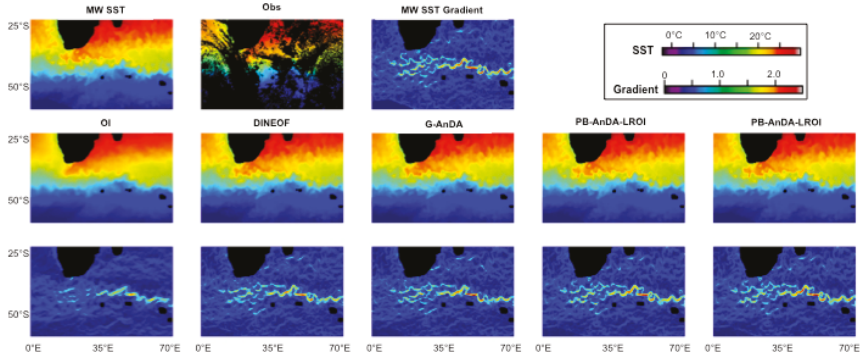 MW SST Obs MW SST Gradient
25°S
50°S
0°C 10°C 20°C
SST
0 1.0 2.0
Gradient
OI DINEOF G-AnDA PB-AnDA-LROI PB-AnDA-LROI
25°S
50°S
25°S
50°S
0°E 35°E 70°E 0°E 35°E 70°E 0°E 35°E 70°E 0°E 35°E 70°E 0°E 35°E 70°E